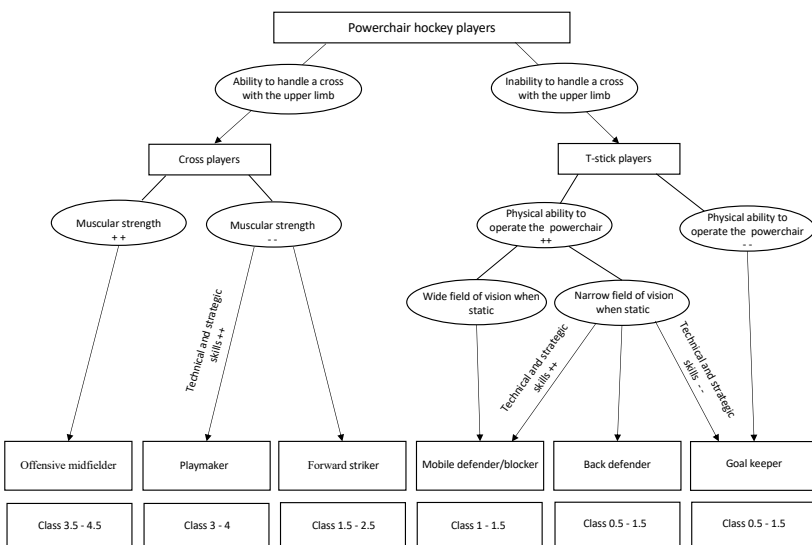 Powerchair hockey players
Ability to handle a cross
with the upper limb
Inability to handle a cross
with the upper limb
Cross players
T-stick players
Muscular strength
+ +
Muscular strength
- -
Physical ability to
operate the powerchair
++
Physical ability to
operate the powerchair
- -
Wide field of vision when
static
Narrow field of vision
when static
Technical and strategic
skills ++
Technical and strategic
skills ++
Technical and strategic
skills - -
Offensive midfielder
Playmaker
Forward striker
Mobile defender/blocker
Back defender
Goal keeper
Class 3.5 - 4.5
Class 3 - 4
Class 1.5 - 2.5
Class 1 - 1.5
Class 0.5 - 1.5
Class 0.5 - 1.5